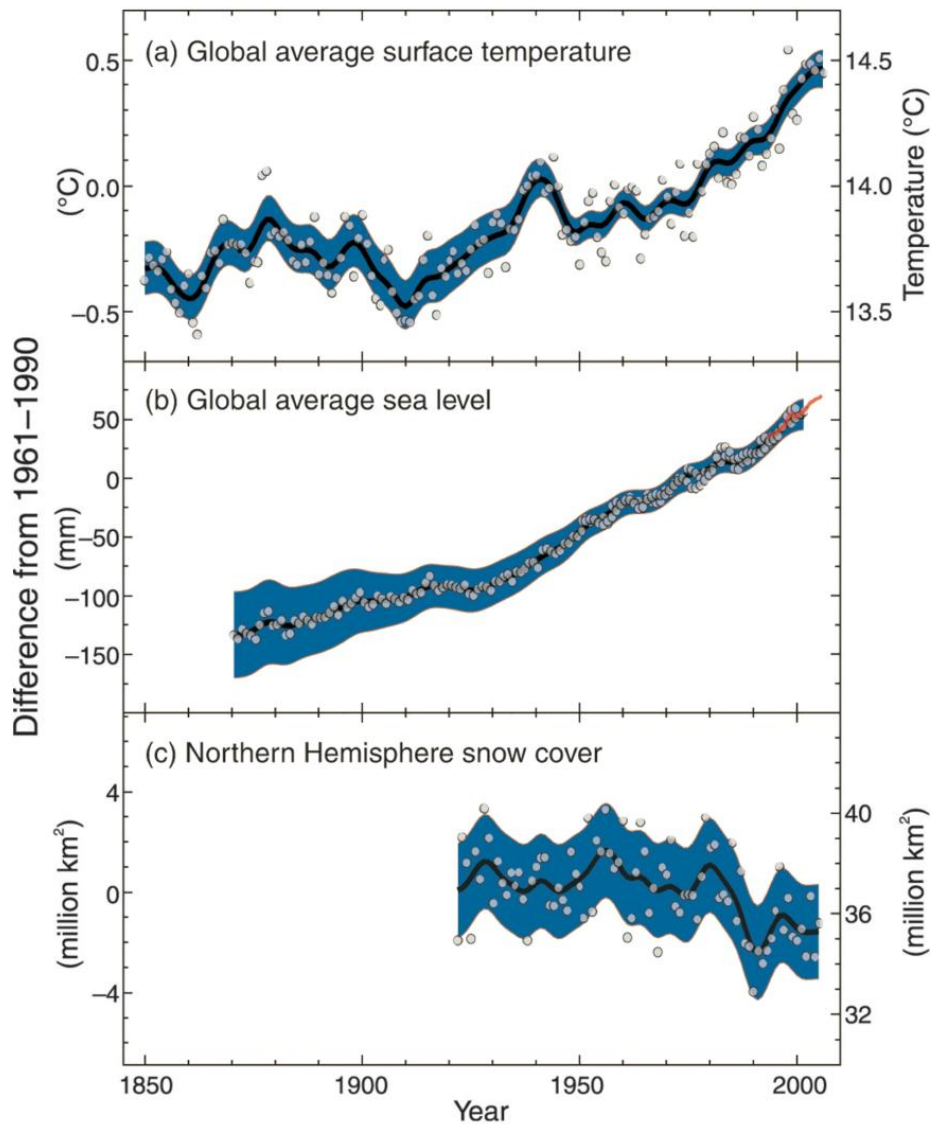 (a) Global average surface temperature
0.5
0.0
−0.5
(°C)
14.5
14.0
13.5
Temperature (°C)
Difference from 1961–1990
(b) Global average sea level
50
0
−50
−100
−150
(mm)
(c) Northern Hemisphere snow cover
4
0
−4
(million km²)
40
36
32
(million km²)
1850
1900
1950
2000
Year